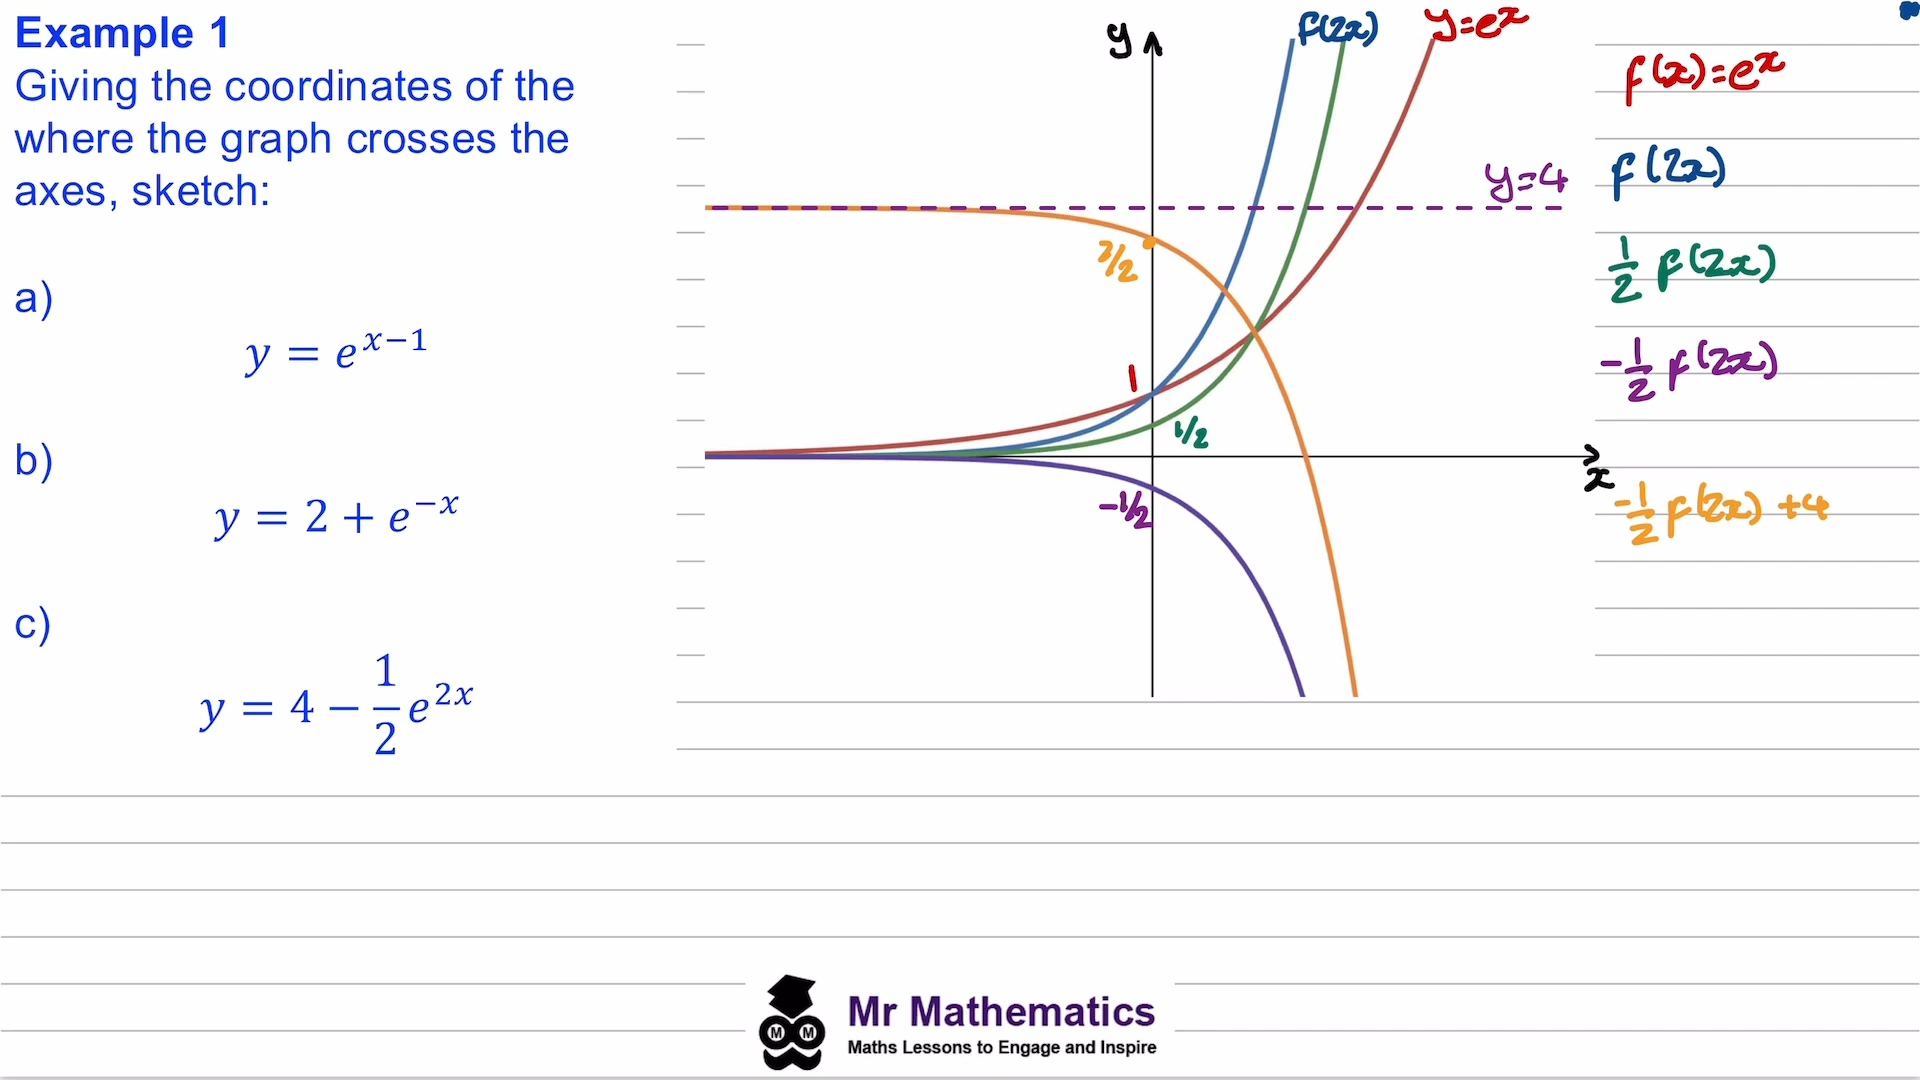 Example 1
Giving the coordinates of the
where the graph crosses the
axes, sketch:
a)
y = e^{x−1}
b)
y = 2 + e^{−x}
c)
y = 4 − 1/2 e^{2x}
y
f(2x)
y=e^x
y=4
7/2
1
1/2
-1/2
x
f(x)=e^x
f(2x)
1/2 f(2x)
-1/2 f(2x)
-1/2 f(2x) +4
M M
Mr Mathematics
Maths Lessons to Engage and Inspire